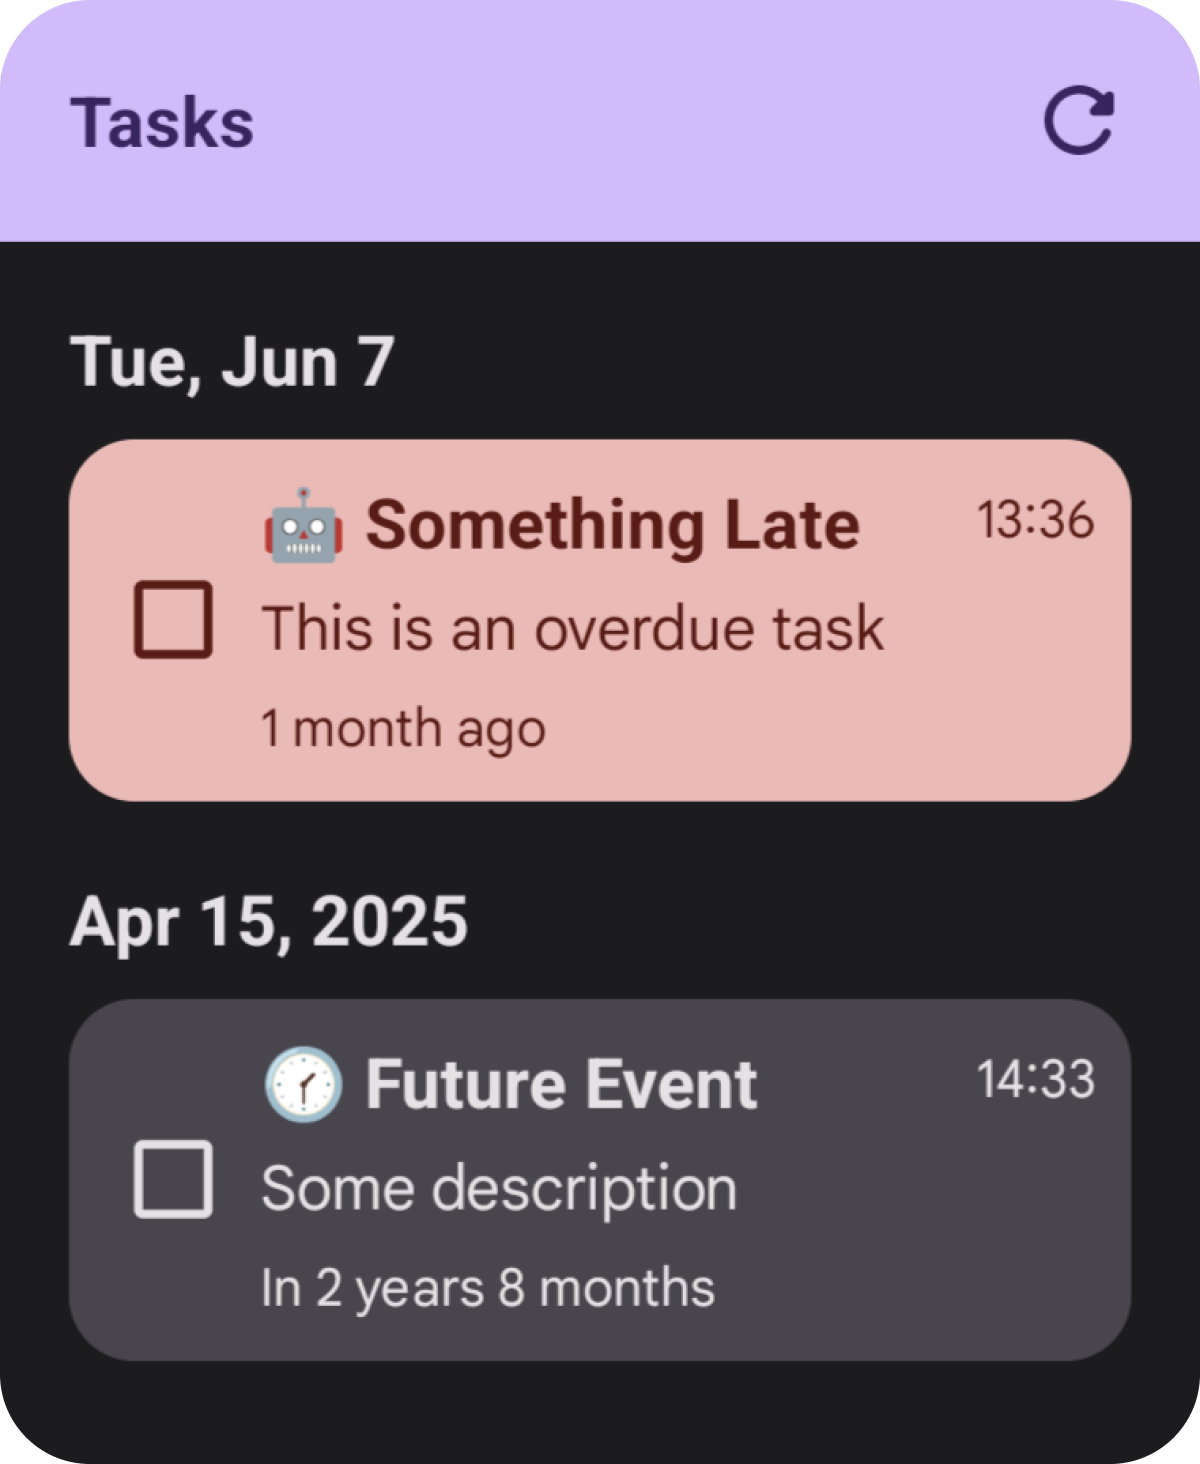 Tasks
Tue, Jun 7
Something Late 13:36
This is an overdue task
1 month ago
Apr 15, 2025
Future Event 14:33
Some description
In 2 years 8 months